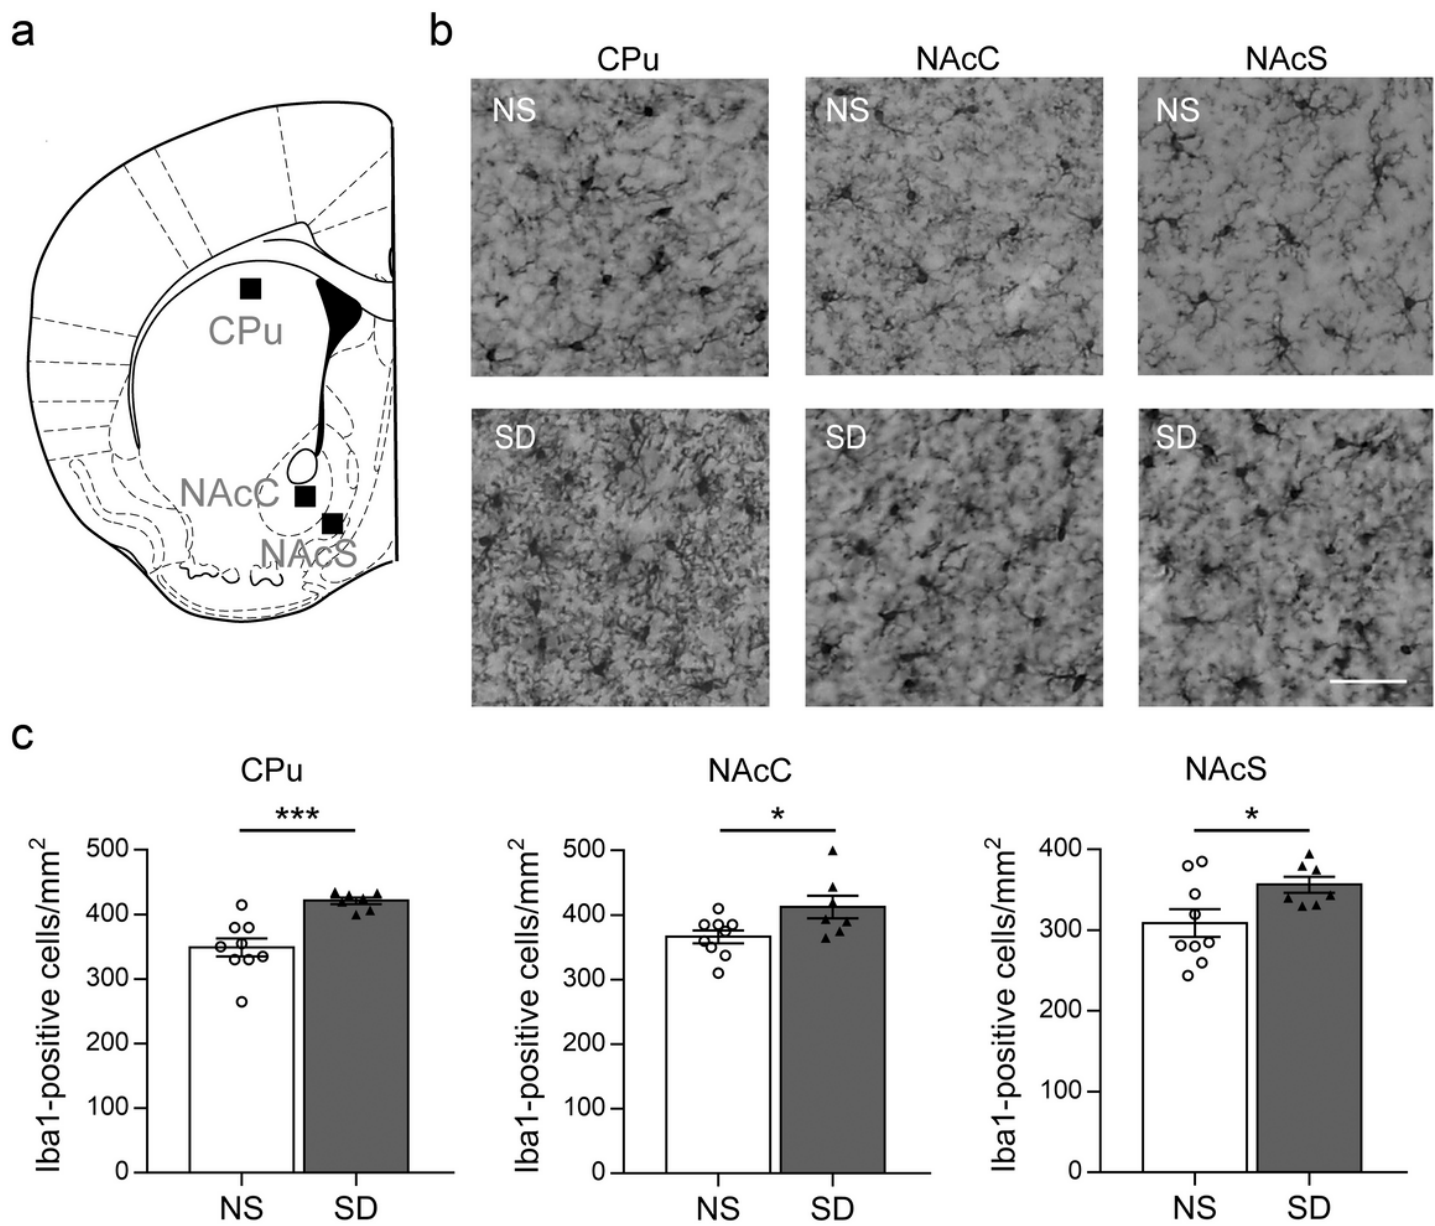 a
CPu
NAcC
NAcS
b
CPu NAcC NAcS
NS NS NS
SD SD SD
c
CPu
***
Iba1-positive cells/mm²
500
400
300
200
100
0
NS SD
NAcC
*
Iba1-positive cells/mm²
500
400
300
200
100
0
NS SD
NAcS
*
Iba1-positive cells/mm²
400
300
200
100
0
NS SD